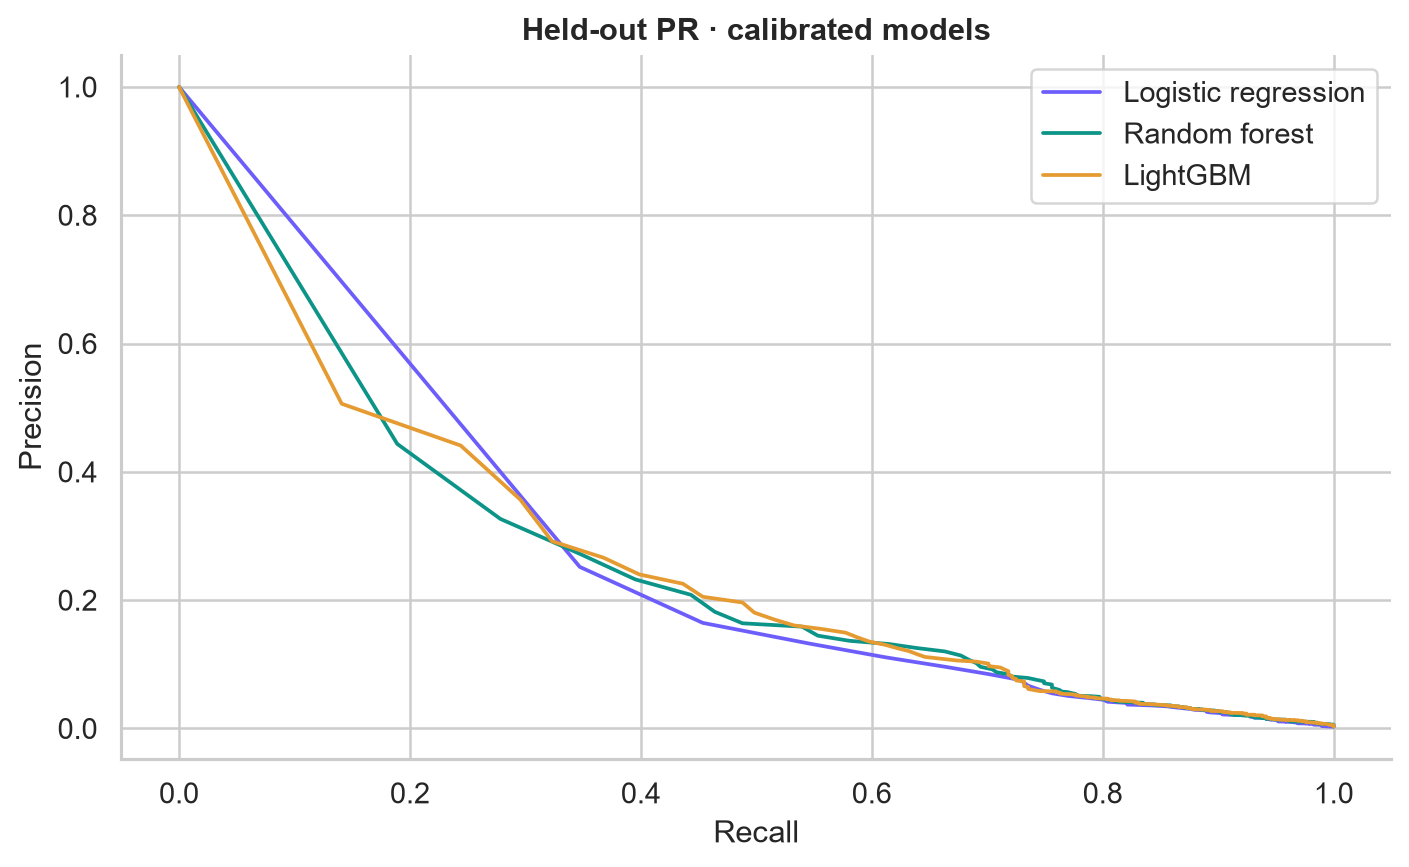 Held-out PR · calibrated models
Logistic regression
Random forest
LightGBM
Precision
1.0
0.8
0.6
0.4
0.2
0.0
0.0 0.2 0.4 0.6 0.8 1.0
Recall